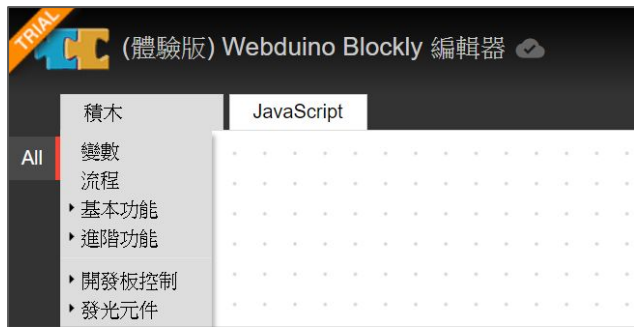 TRIAL
(體驗版) Webduino Blockly 編輯器
積木
JavaScript
All
變數
流程
基本功能
進階功能
開發板控制
發光元件